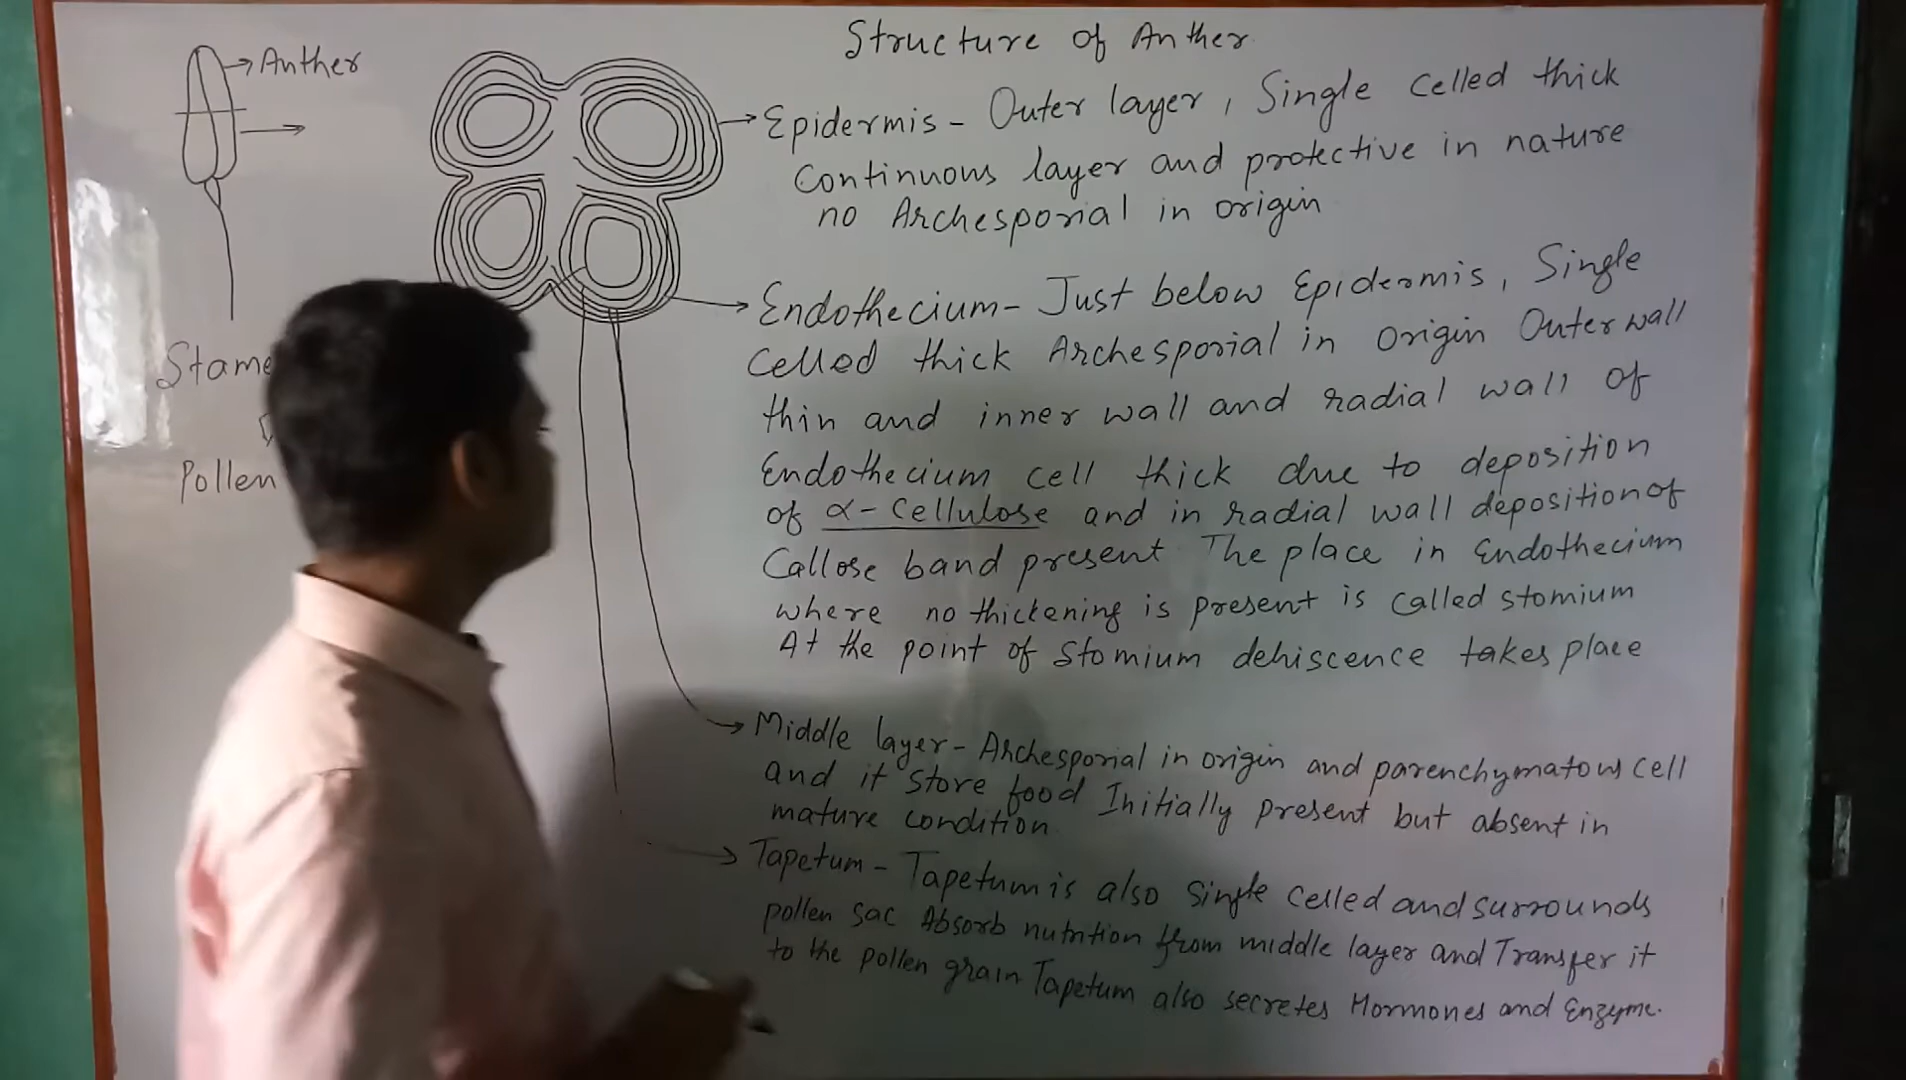 Structure of Anther
Anther
Epidermis - Outer layer, Single celled thick
Continuous layer and protective in nature
no Archesporial in origin
Endothecium - Just below Epidermis, Single
celled thick Archesporial in origin Outer wall
thin and inner wall and radial wall of
Endothecium cell thick due to deposition
of α-Cellulose and in radial wall deposition of
Callose band present The place in Endothecium
where no thickening is present is called stomium
At the point of stomium dehiscence takes place
Stame
Pollen
Middle layer - Archesporial in origin and parenchymatous cell
and it store food Initially present but absent in
mature condition
Tapetum - Tapetum is also Single celled and surrounds
pollen sac Absorb nutrition from middle layer and Transfer it
to the pollen grain Tapetum also secretes Hormones and Enzyme.